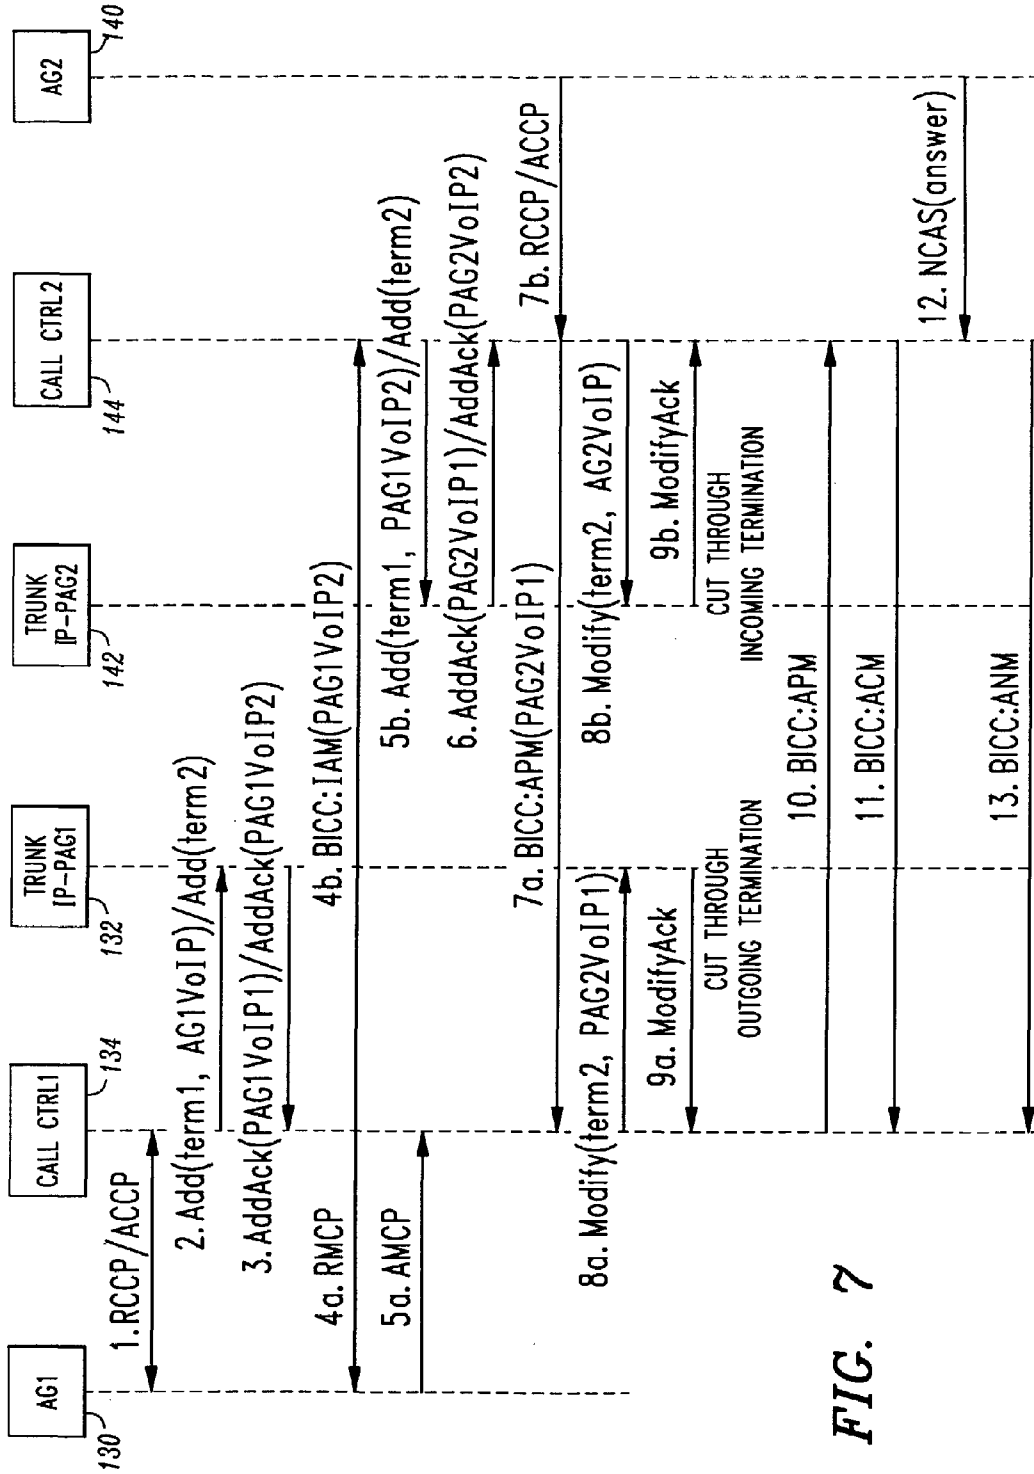 AG1
130
CALL CTRL1
134
TRUNK
IP-PAG1
132
TRUNK
IP-PAG2
142
CALL CTRL2
144
AG2
140
1. RCCP/ACCP
2. Add(term1, AG1VoIP)/Add(term2)
3. AddAck(PAG1VoIP1)/AddAck(PAG1VoIP2)
4a. RMCP
4b. BICC:IAM(PAG1VoIP2)
5a. AMCP
5b. Add(term1, PAG1VoIP2)/Add(term2)
6. AddAck(PAG2VoIP1)/AddAck(PAG2VoIP2)
7a. BICC:APM(PAG2VoIP1)
7b. RCCP/ACCP
8a. Modify(term2, PAG2VoIP1)
8b. Modify(term2, AG2VoIP)
9a. ModifyAck
9b. ModifyAck
CUT THROUGH
OUTGOING TERMINATION
CUT THROUGH
INCOMING TERMINATION
10. BICC:APM
11. BICC:ACM
12. NCAS(answer)
13. BICC:ANM
FIG. 7